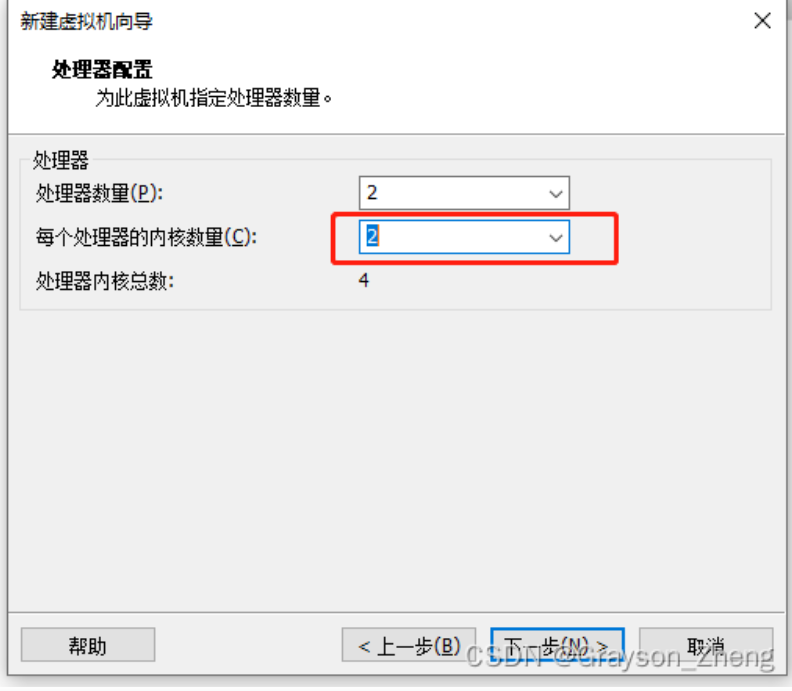 新建虚拟机向导
处理器配置
为此虚拟机指定处理器数量。
处理器
处理器数量(P): 2
每个处理器的内核数量(C): 2
处理器内核总数: 4
帮助 < 上一步(B) 下一步(N) > 取消
CSDN @Grayson_Zheng